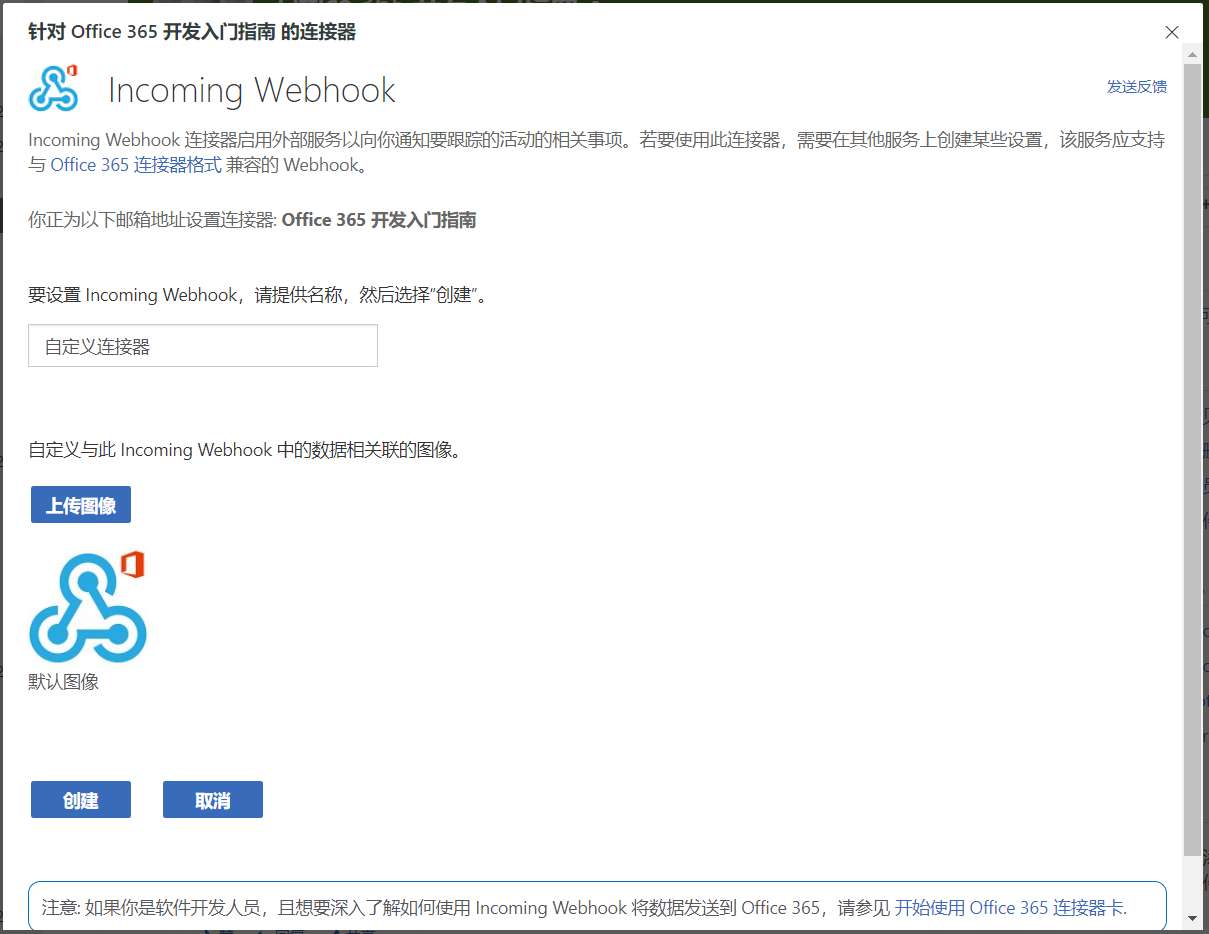 针对 Office 365 开发入门指南 的连接器
Incoming Webhook
发送反馈
Incoming Webhook 连接器启用外部服务以向你通知要跟踪的活动的相关事项。若要使用此连接器，需要在其他服务上创建某些设置，该服务应支持
与 Office 365 连接器格式 兼容的 Webhook。
你正为以下邮箱地址设置连接器: Office 365 开发入门指南
要设置 Incoming Webhook，请提供名称，然后选择"创建"。
自定义连接器
自定义与此 Incoming Webhook 中的数据相关联的图像。
上传图像
默认图像
创建
取消
注意: 如果你是软件开发人员，且想要深入了解如何使用 Incoming Webhook 将数据发送到 Office 365，请参见 开始使用 Office 365 连接器卡.